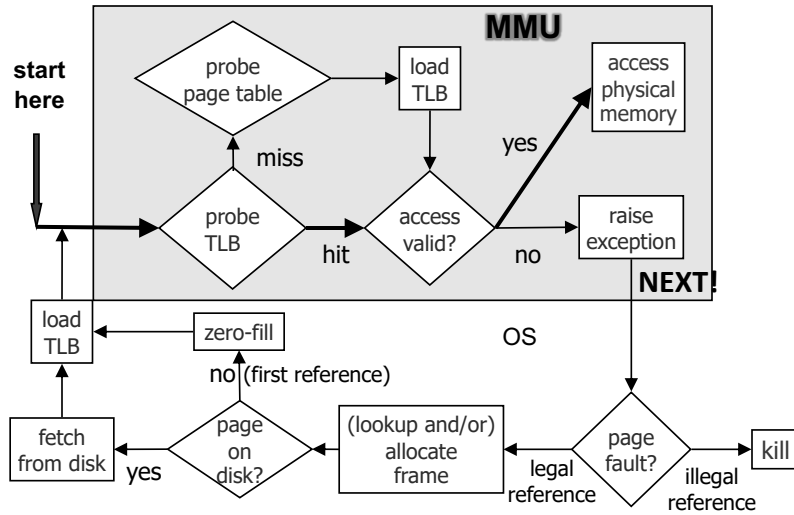 MMU
start
here
probe
page table
load
TLB
access
physical
memory
miss
yes
probe
TLB
hit
access
valid?
no
raise
exception
NEXT!
load
TLB
zero-fill
OS
no (first reference)
fetch
from disk
yes
page
on
disk?
(lookup and/or)
allocate
frame
legal
reference
page
fault?
illegal
reference
kill